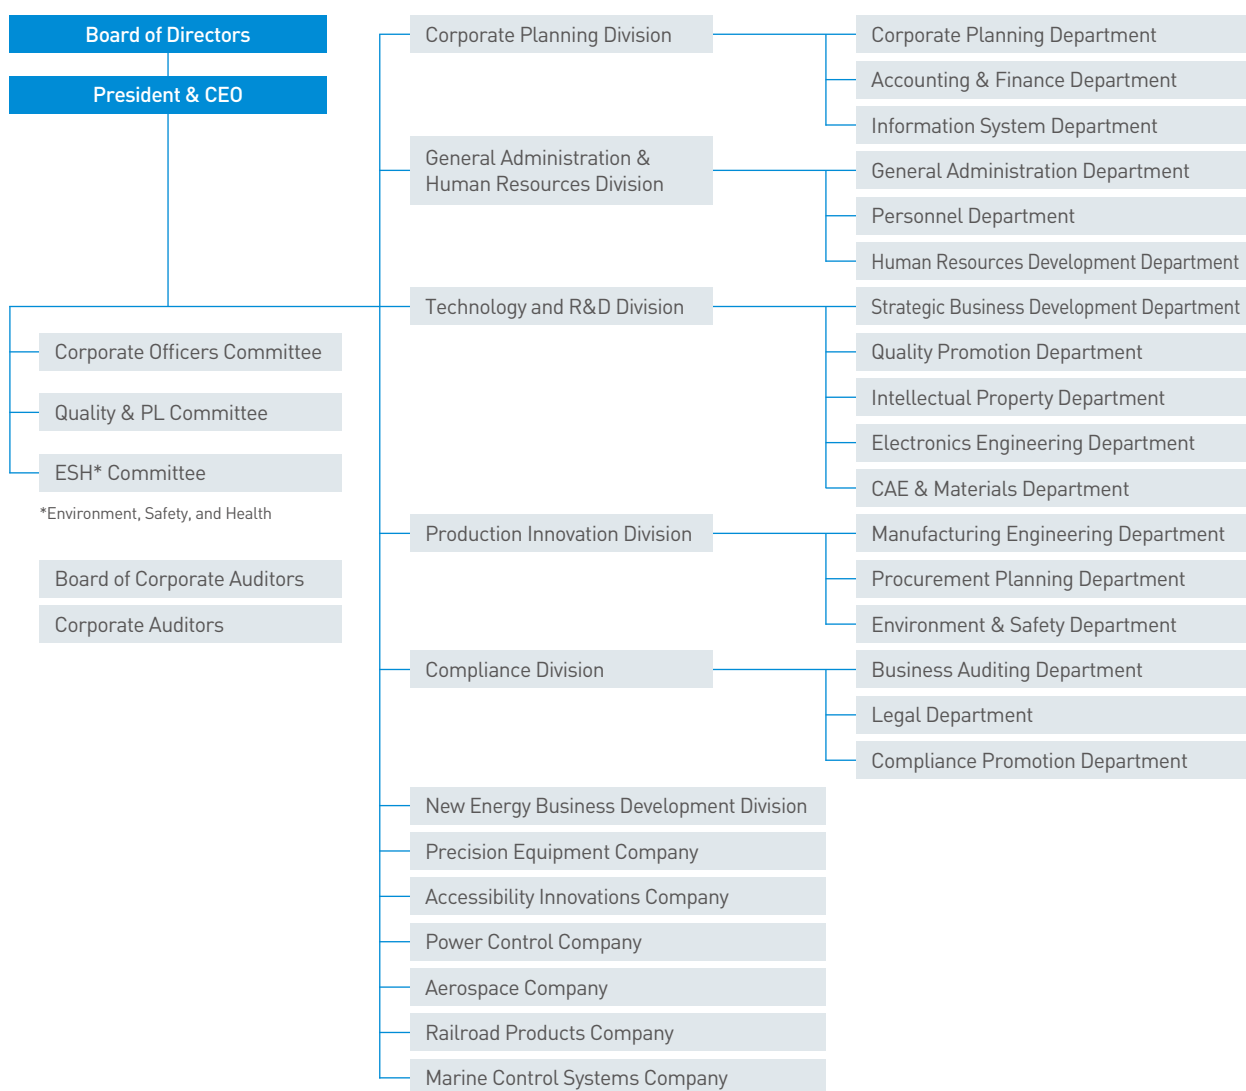 Board of Directors
President & CEO
Corporate Officers Committee
Quality & PL Committee
ESH* Committee
*Environment, Safety, and Health
Board of Corporate Auditors
Corporate Auditors
Corporate Planning Division
Corporate Planning Department
Accounting & Finance Department
Information System Department
General Administration &
Human Resources Division
General Administration Department
Personnel Department
Human Resources Development Department
Technology and R&D Division
Strategic Business Development Department
Quality Promotion Department
Intellectual Property Department
Electronics Engineering Department
CAE & Materials Department
Production Innovation Division
Manufacturing Engineering Department
Procurement Planning Department
Environment & Safety Department
Compliance Division
Business Auditing Department
Legal Department
Compliance Promotion Department
New Energy Business Development Division
Precision Equipment Company
Accessibility Innovations Company
Power Control Company
Aerospace Company
Railroad Products Company
Marine Control Systems Company